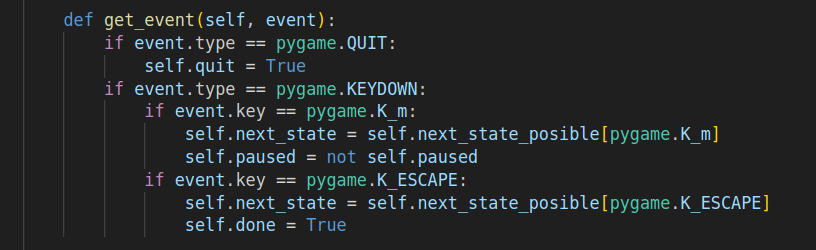 def get_event(self, event):
if event.type == pygame.QUIT:
self.quit = True
if event.type == pygame.KEYDOWN:
if event.key == pygame.K_m:
self.next_state = self.next_state_posible[pygame.K_m]
self.paused = not self.paused
if event.key == pygame.K_ESCAPE:
self.next_state = self.next_state_posible[pygame.K_ESCAPE]
self.done = True